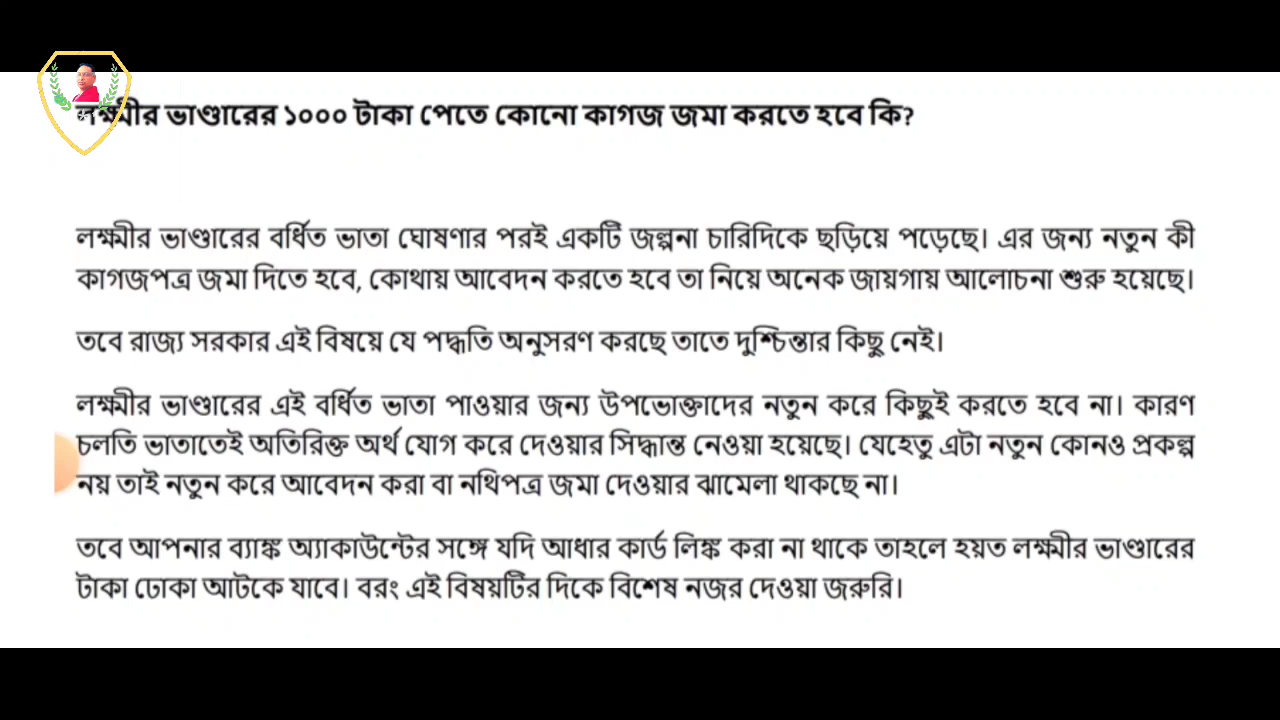 লক্ষ্মীর ভাণ্ডারের ১০০০ টাকা পেতে কোনো কাগজ জমা করতে হবে কি?
লক্ষ্মীর ভাণ্ডারের বর্ধিত ভাতা ঘোষণার পরই একটি জল্পনা চারিদিকে ছড়িয়ে পড়েছে। এর জন্য নতুন কী
কাগজপত্র জমা দিতে হবে, কোথায় আবেদন করতে হবে তা নিয়ে অনেক জায়গায় আলোচনা শুরু হয়েছে।
তবে রাজ্য সরকার এই বিষয়ে যে পদ্ধতি অনুসরণ করছে তাতে দুশ্চিন্তার কিছু নেই।
লক্ষ্মীর ভাণ্ডারের এই বর্ধিত ভাতা পাওয়ার জন্য উপভোক্তাদের নতুন করে কিছুই করতে হবে না। কারণ
চলতি ভাতাতেই অতিরিক্ত অর্থ যোগ করে দেওয়ার সিদ্ধান্ত নেওয়া হয়েছে। যেহেতু এটা নতুন কোনও প্রকল্প
নয় তাই নতুন করে আবেদন করা বা নথিপত্র জমা দেওয়ার ঝামেলা থাকছে না।
তবে আপনার ব্যাঙ্ক অ্যাকাউন্টের সঙ্গে যদি আধার কার্ড লিঙ্ক করা না থাকে তাহলে হয়ত লক্ষ্মীর ভাণ্ডারের
টাকা ঢোকা আটকে যাবে। বরং এই বিষয়টির দিকে বিশেষ নজর দেওয়া জরুরি।